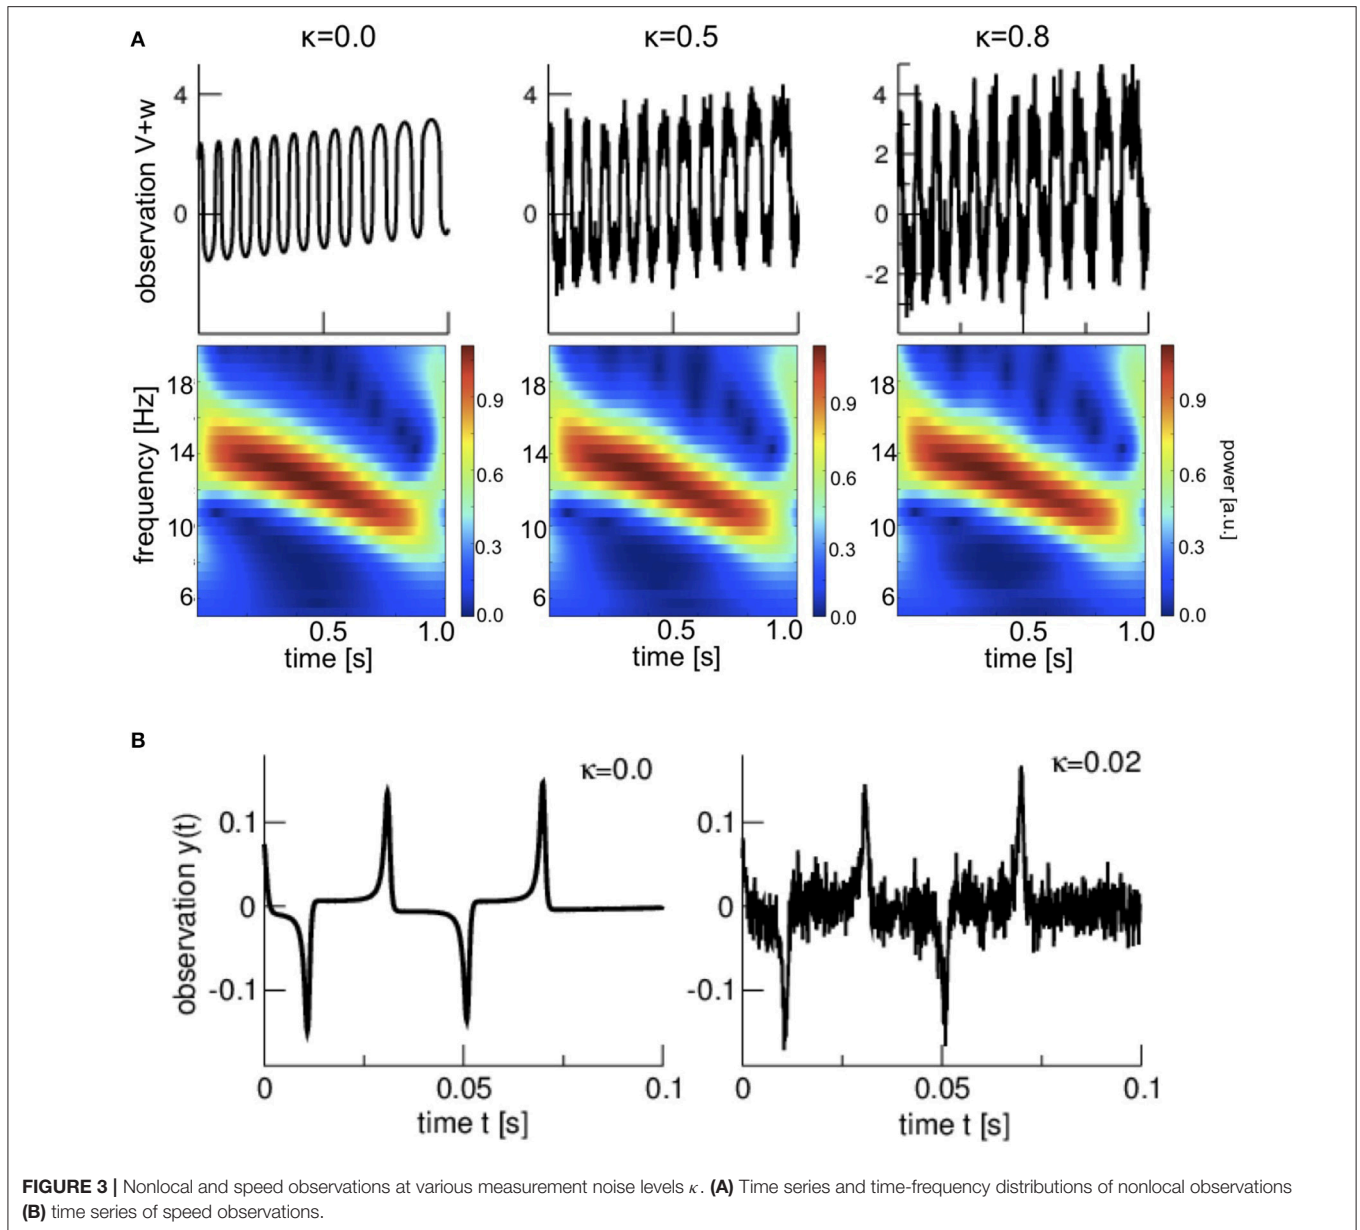 A
κ=0.0
κ=0.5
κ=0.8
observation V+w
4
0
4
0
4
2
0
-2
frequency [Hz]
18
14
10
6
0.9
0.6
0.3
0.0
0.5
1.0
time [s]
18
14
10
6
0.9
0.6
0.3
0.0
0.5
1.0
time [s]
18
14
10
6
0.9
0.6
0.3
0.0
power [a.u.]
0.5
1.0
time [s]
B
κ=0.0
observation y(t)
0.1
0
-0.1
0
0.05
0.1
time t [s]
κ=0.02
0.1
0
-0.1
0
0.05
0.1
time t [s]
FIGURE 3 | Nonlocal and speed observations at various measurement noise levels κ. (A) Time series and time-frequency distributions of nonlocal observations
(B) time series of speed observations.